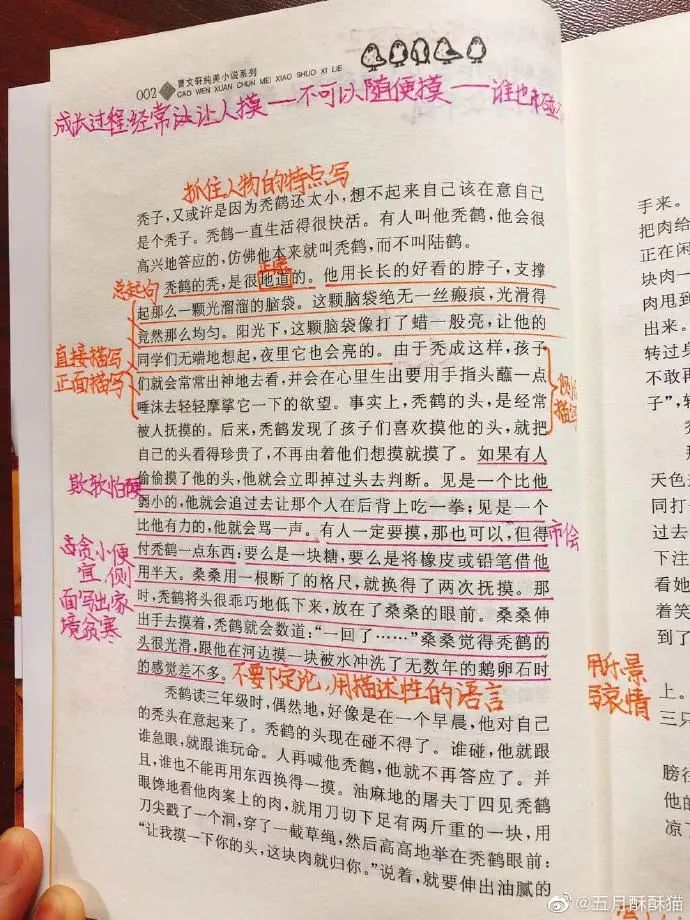 002 曹文轩纯美小说系列
CAO WEN XUAN CHUN MEI XIAO SHUO XI LIE
成长过程:经常让人摸—不可以随便摸—谁也
抓住人物的特点写
秃子,又或许是因为秃鹤还太小,想不起来自己该在意自己
是个秃子。秃鹤一直生活得很快活。有人叫他秃鹤,他会很
高兴地答应的,仿佛他本来就叫秃鹤,而不叫陆鹤。
正宗
总起句
秃鹤的秃,是很地道的。他用长长的好看的脖子,支撑
起那么一颗光溜溜的脑袋。这颗脑袋绝无一丝瘢痕,光滑得
竟然那么均匀。阳光下,这颗脑袋像打了蜡一般亮,让他的
直接描写
正面描写
同学们无端地想起,夜里它也会亮的。由于秃成这样,孩子
们就会常常出神地去看,并会在心里生出要用手指头蘸一点
侧面
描写
唾沫去轻轻摩挲它一下的欲望。事实上,秃鹤的头,是经常
被人抚摸的。后来,秃鹤发现了孩子们喜欢摸他的头,就把
自己的头看得珍贵了,不再由着他们想摸就摸了。如果有人
偷偷摸了他的头,他就会立即掉过头去判断。见是一个比他
欺软怕硬
弱小的,他就会追过去让那个人在后背上吃一拳;见是一个
比他有力的,他就会骂一声。有人一定要摸,那也可以,但得
市侩
付秃鹤一点东西:要么是一块糖,要么是将橡皮或铅笔借他
贪小便
宜 侧
面写出家
境贫寒
用半天。桑桑用一根断了的格尺,就换得了两次抚摸。那
时,秃鹤将头很乖巧地低下来,放在了桑桑的眼前。桑桑伸
出手去摸着,秃鹤就会数道:“一回了……”桑桑觉得秃鹤的
头很光滑,跟他在河边摸一块被水冲洗了无数年的鹅卵石时
的感觉差不多。
不要下定论,用描述性的语言
秃鹤读三年级时,偶然地,好像是在一个早晨,他对自己
的秃头在意起来了。秃鹤的头现在碰不得了。谁碰,他就跟
谁急眼,就跟谁玩命。人再喊他秃鹤,他就不再答应了。并
且,谁也不能再用东西换得一摸。油麻地的屠夫丁四见秃鹤
眼馋地看他肉案上的肉,就用刀切下足有两斤重的一块,用
刀尖戳了一个洞,穿了一截草绳,然后高高地举在秃鹤眼前:
“让我摸一下你的头,这块肉就归你。”说着,就要伸出油腻的
手来。
把肉给
正在闲
块肉一
肉甩到
出来。
转过身
不敢再
子”,转
天色
同打
过去
下注
看她
着笑
到了
用乐景
写哀情
上。
三只
膀行
他的
凉了
@五月酥酥猫